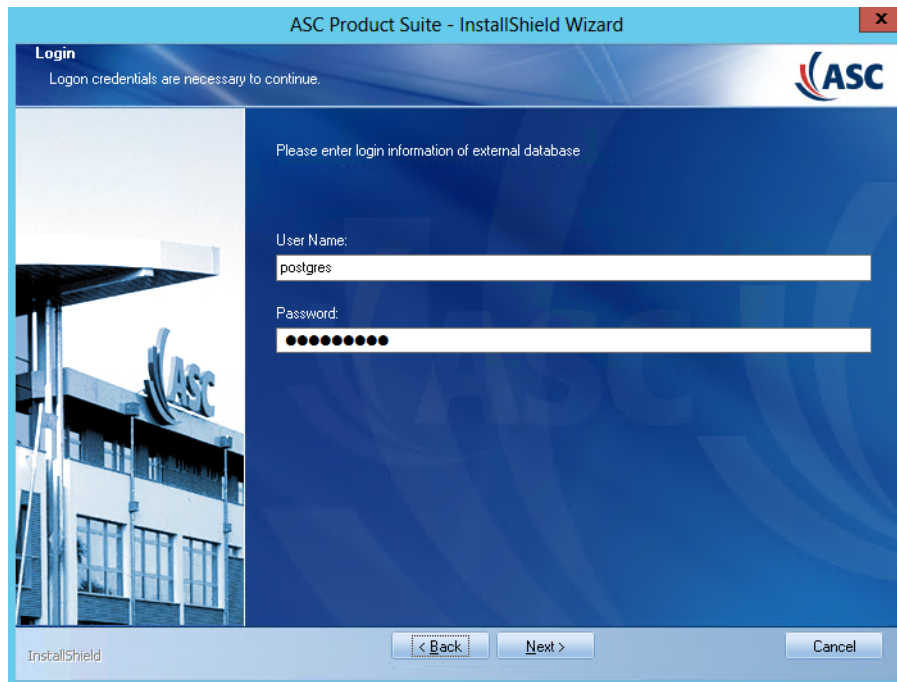 ASC Product Suite - InstallShield Wizard
x
Login
Logon credentials are necessary to continue.
ASC
Please enter login information of external database
User Name:
postgres
Password:
●●●●●●●●●
ASC
ASC
InstallShield
< Back
Next >
Cancel